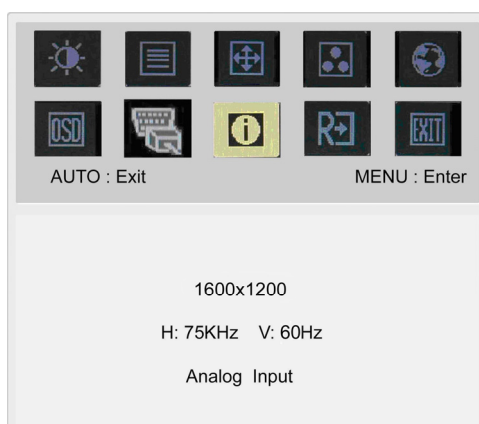 OSD
i
R
EXIT
AUTO : Exit MENU : Enter
1600x1200
H: 75KHz V: 60Hz
Analog Input